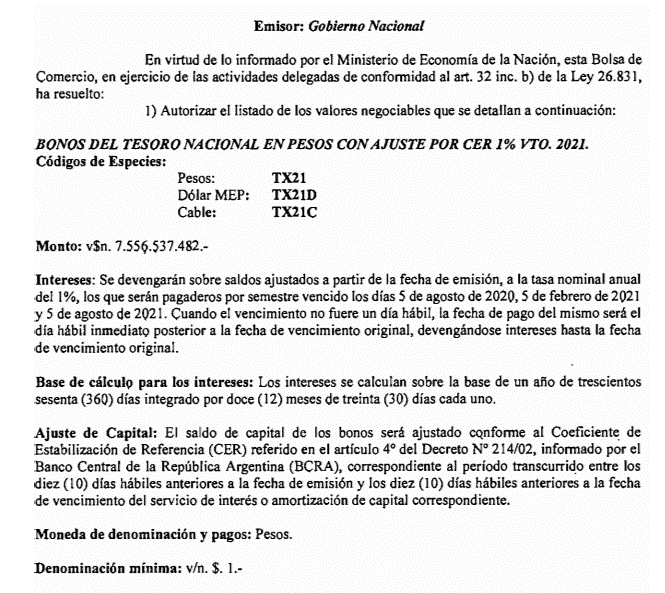 Emisor: Gobierno Nacional
En virtud de lo informado por el Ministerio de Economía de la Nación, esta Bolsa de
Comercio, en ejercicio de las actividades delegadas de conformidad al art. 32 inc. b) de la Ley 26.831,
ha resuelto:
1) Autorizar el listado de los valores negociables que se detallan a continuación:
BONOS DEL TESORO NACIONAL EN PESOS CON AJUSTE POR CER 1% VTO. 2021.
Códigos de Especies:
Pesos: TX21
Dólar MEP: TX21D
Cable: TX21C
Monto: v$n. 7.556.537.482.-
Intereses: Se devengarán sobre saldos ajustados a partir de la fecha de emisión, a la tasa nominal anual
del 1%, los que serán pagaderos por semestre vencido los días 5 de agosto de 2020, 5 de febrero de 2021
y 5 de agosto de 2021. Cuando el vencimiento no fuere un día hábil, la fecha de pago del mismo será el
día hábil inmediato posterior a la fecha de vencimiento original, devengándose intereses hasta la fecha
de vencimiento original.
Base de cálculo para los intereses: Los intereses se calculan sobre la base de un año de trescientos
sesenta (360) días integrado por doce (12) meses de treinta (30) días cada uno.
Ajuste de Capital: El saldo de capital de los bonos será ajustado conforme al Coeficiente de
Estabilización de Referencia (CER) referido en el artículo 4° del Decreto N° 214/02, informado por el
Banco Central de la República Argentina (BCRA), correspondiente al período transcurrido entre los
diez (10) días hábiles anteriores a la fecha de emisión y los diez (10) días hábiles anteriores a la fecha
de vencimiento del servicio de interés o amortización de capital correspondiente.
Moneda de denominación y pagos: Pesos.
Denominación mínima: v/n. $. 1.-